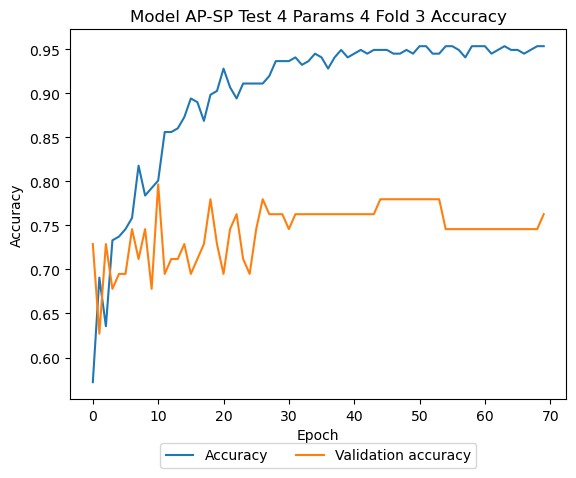 Model AP-SP Test 4 Params 4 Fold 3 Accuracy
0.95
0.90
0.85
0.80
0.75
0.70
0.65
0.60
Accuracy
0 10 20 30 40 50 60 70
Epoch
Accuracy Validation accuracy